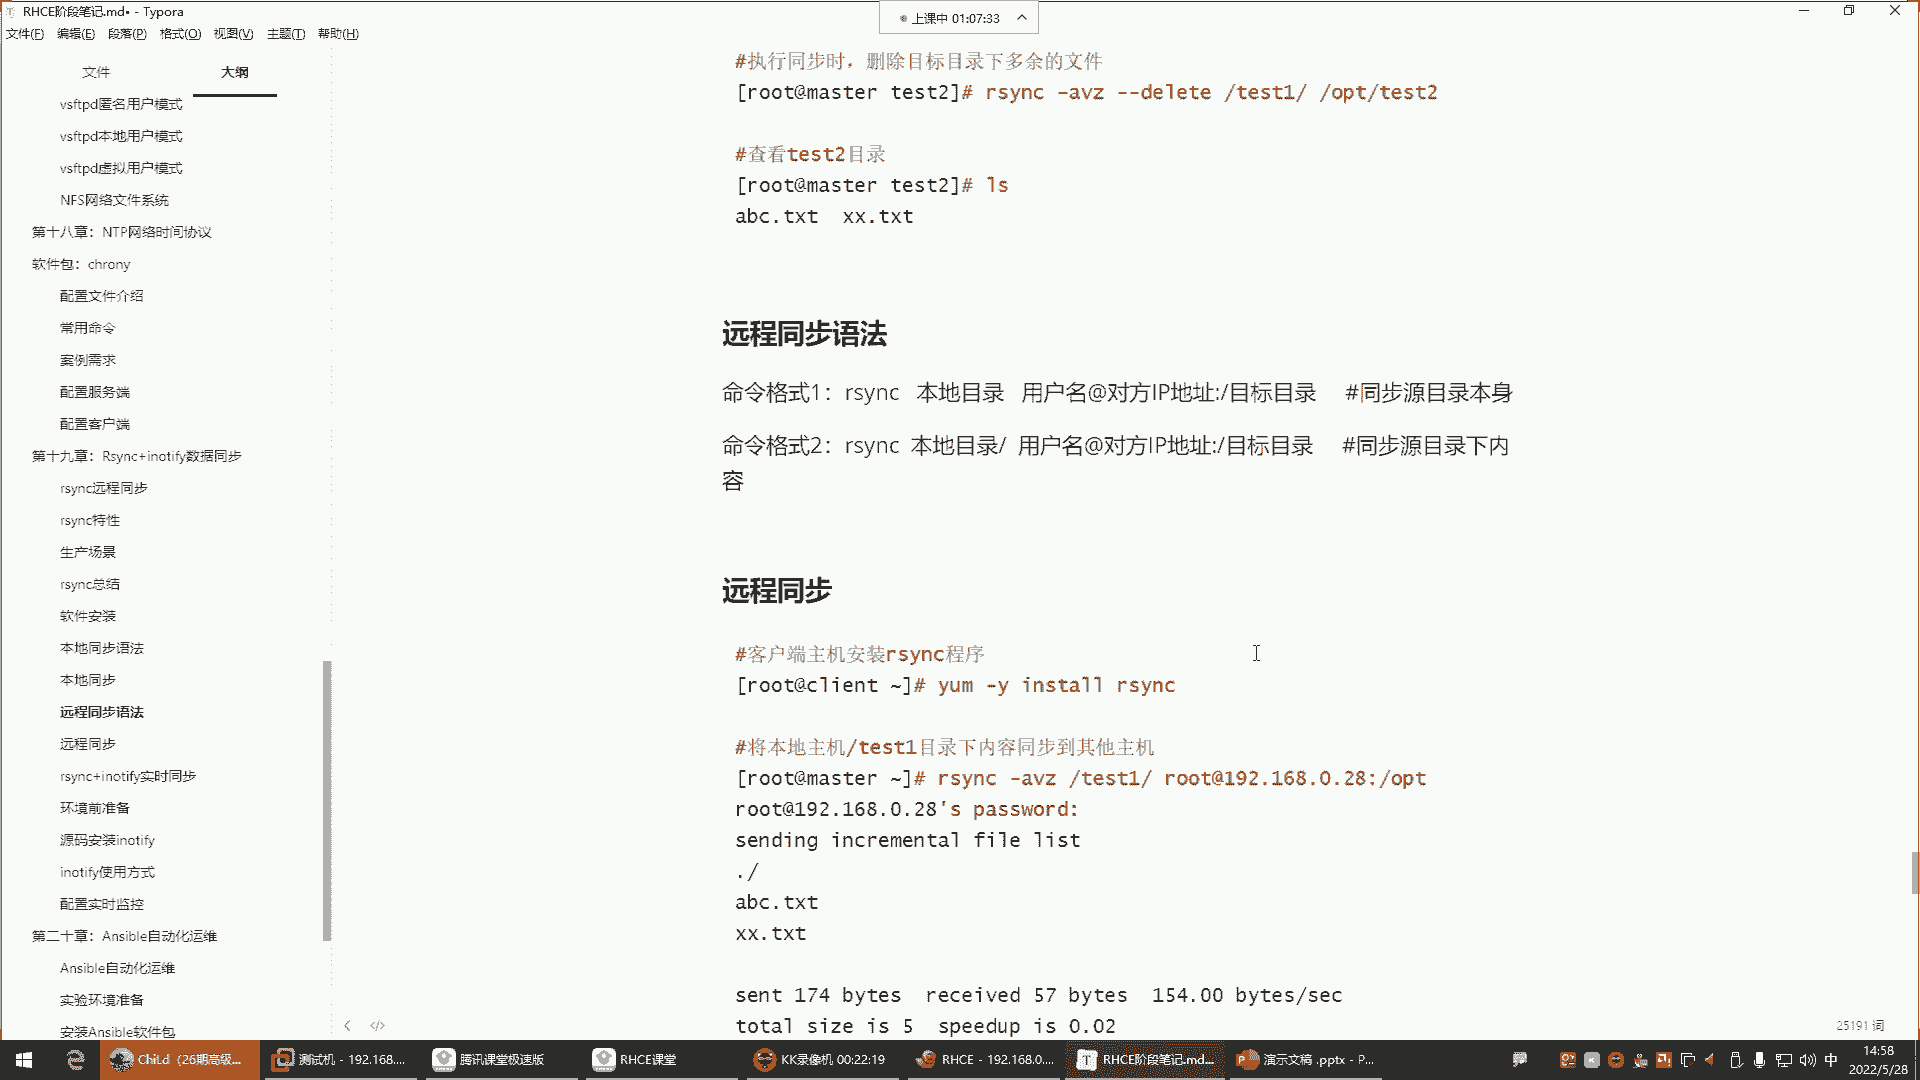 RHCE阶段笔记.md• - Typora
上课中 01:07:33
文件(F) 编辑(E) 段落(P) 格式(O) 视图(V) 主题(T) 帮助(H)
文件 大纲
vsftpd匿名用户模式
vsftpd本地用户模式
vsftpd虚拟用户模式
NFS网络文件系统
第十八章：NTP网络时间协议
软件包：chrony
配置文件介绍
常用命令
案例需求
配置服务端
配置客户端
第十九章：Rsync+inotify数据同步
rsync远程同步
rsync特性
生产场景
rsync总结
软件安装
本地同步语法
本地同步
远程同步语法
远程同步
rsync+inotify实时同步
环境前准备
源码安装inotify
inotify使用方式
配置实时监控
第二十章：Ansible自动化运维
Ansible自动化运维
实验环境准备
安装Ansible软件包
#执行同步时，删除目标目录下多余的文件
[root@master test2]# rsync -avz --delete /test1/ /opt/test2
#查看test2目录
[root@master test2]# ls
abc.txt  xx.txt
远程同步语法
命令格式1：rsync 本地目录 用户名@对方IP地址:/目标目录 #同步源目录本身
命令格式2：rsync 本地目录/ 用户名@对方IP地址:/目标目录 #同步源目录下内
容
远程同步
#客户端主机安装rsync程序
[root@client ~]# yum -y install rsync
#将本地主机/test1目录下内容同步到其他主机
[root@master ~]# rsync -avz /test1/ root@192.168.0.28:/opt
root@192.168.0.28's password:
sending incremental file list
./
abc.txt
xx.txt
sent 174 bytes  received 57 bytes  154.00 bytes/sec
total size is 5  speedup is 0.02
25191 词
ChiLd（26期高级... 测试机 - 192.168.... 腾讯课堂极速版 RHCE课堂 KK录像机 00:22:19 RHCE - 192.168.0.... RHCE阶段笔记.md... 演示文稿 .pptx - P... 中
14:58
2022/5/28